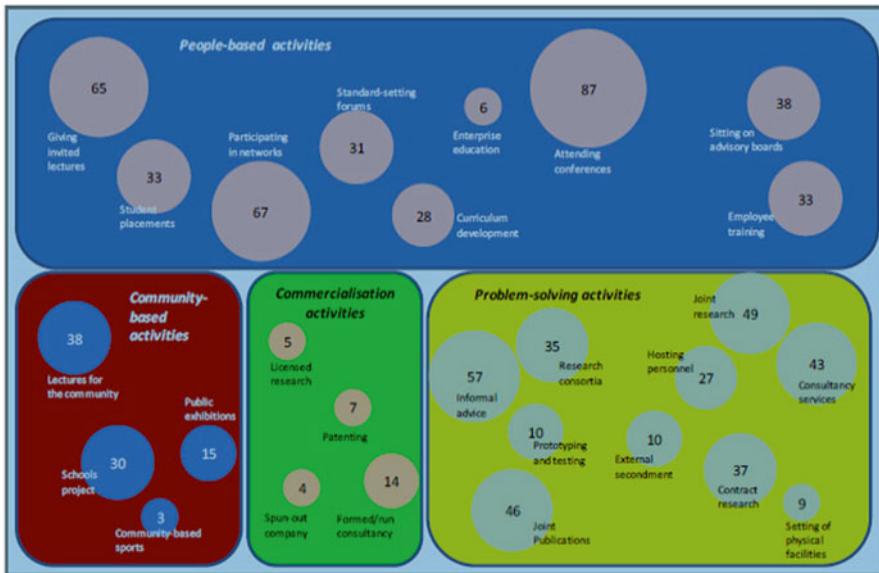 People-based activities
65
Giving
invited
lectures
33
Student
placements
Participating
in networks
67
Standard-setting
forums
31
28
Curriculum
development
6
Enterprise
education
87
Attending
conferences
38
Sitting on
advisory boards
33
Employee
training
Community-
based
activities
38
Lectures for
the community
Public
exhibitions
15
30
Schools
project
3
Community-based
sports
Commercialisation
activities
5
Licensed
research
7
Patenting
4
Spun-out
company
14
Formed/run
consultancy
Problem-solving activities
57
Informal
advice
35
Research
consortia
Joint
research
49
Hosting
personnel
27
43
Consultancy
services
10
Prototyping
and testing
10
External
secondment
37
Contract
research
46
Joint
Publications
9
Setting of
physical
facilities